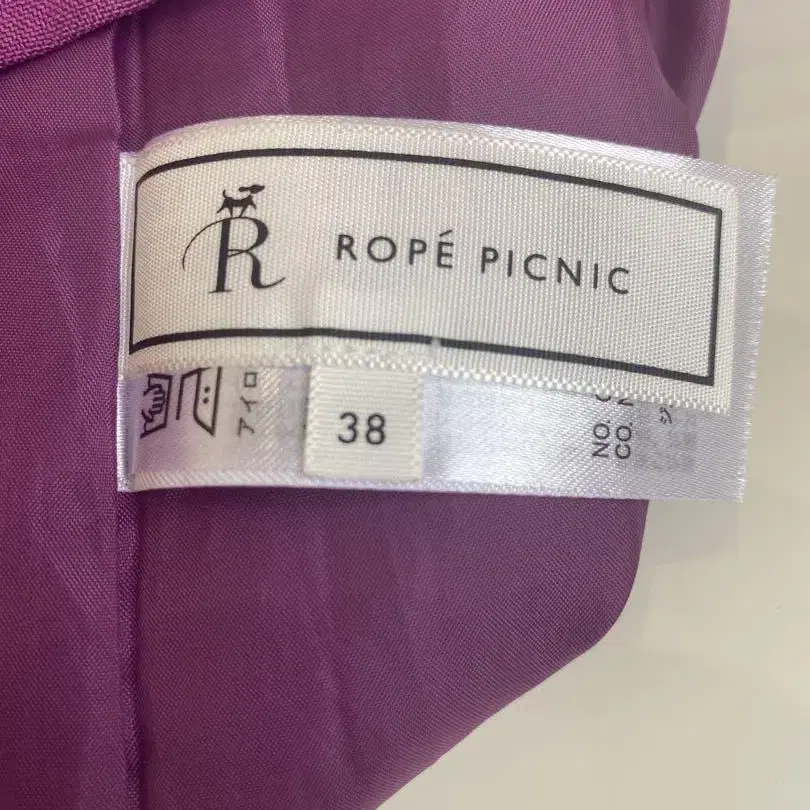 R
ROPÉ PICNIC
38
アイロ
NO.
CO.